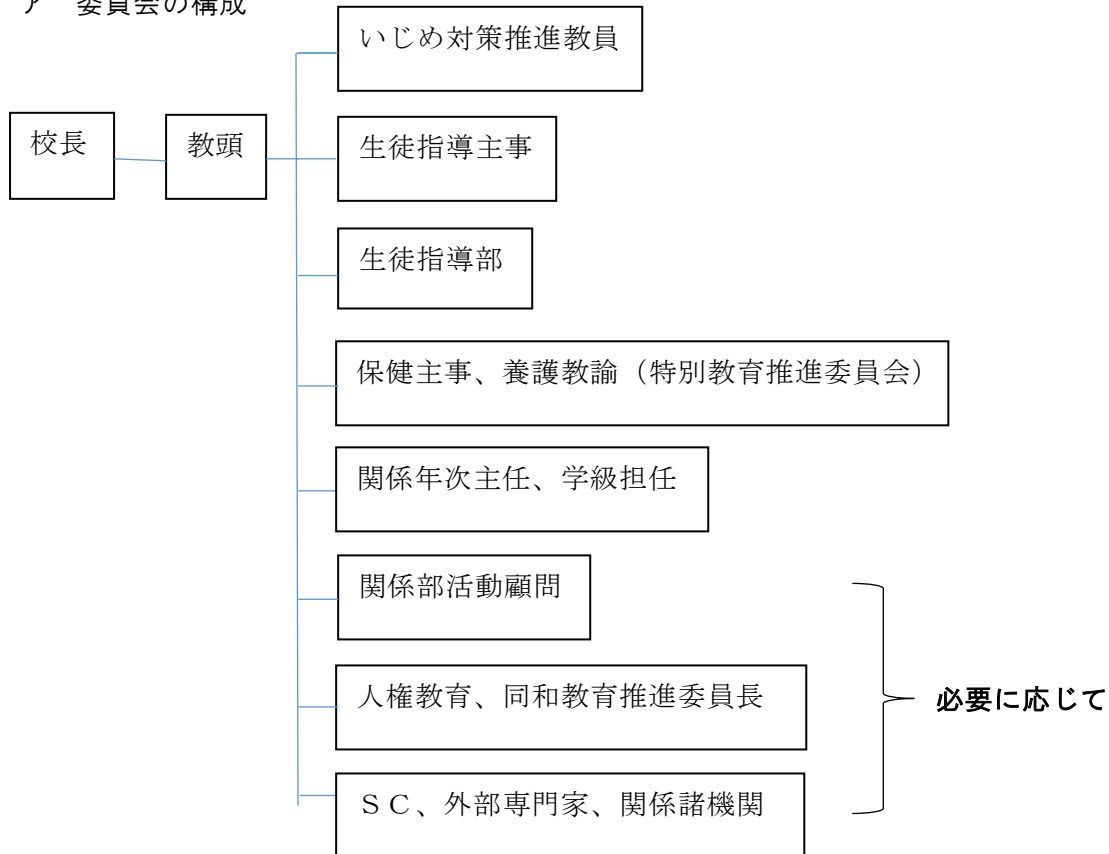 ア 委員会の構成
いじめ対策推進教員
校長
教頭
生徒指導主事
生徒指導部
保健主事、養護教諭（特別教育推進委員会）
関係年次主任、学級担任
関係部活動顧問
人権教育、同和教育推進委員長
必要に応じて
ＳＣ、外部専門家、関係諸機関